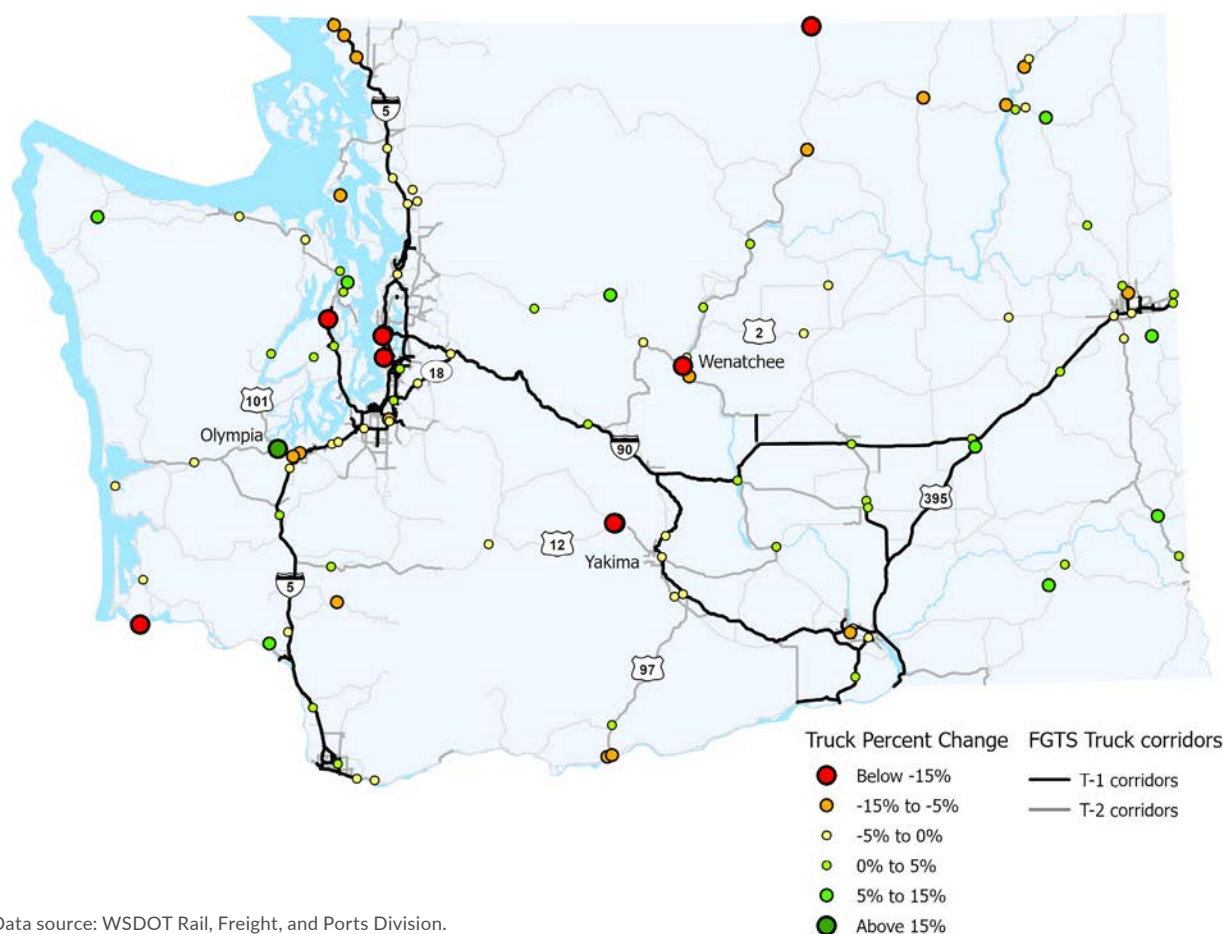 5
2
Wenatchee
18
101
Olympia
90
395
12
Yakima
5
97
Truck Percent Change
Below -15%
-15% to -5%
-5% to 0%
0% to 5%
5% to 15%
Above 15%
FGTS Truck corridors
T-1 corridors
T-2 corridors
Data source: WSDOT Rail, Freight, and Ports Division.